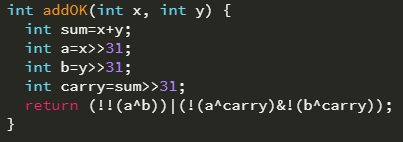 int addOK(int x, int y) {
  int sum=x+y;
  int a=x>>31;
  int b=y>>31;
  int carry=sum>>31;
  return (!!(a^b))|(!(a^carry)&!(b^carry));
}